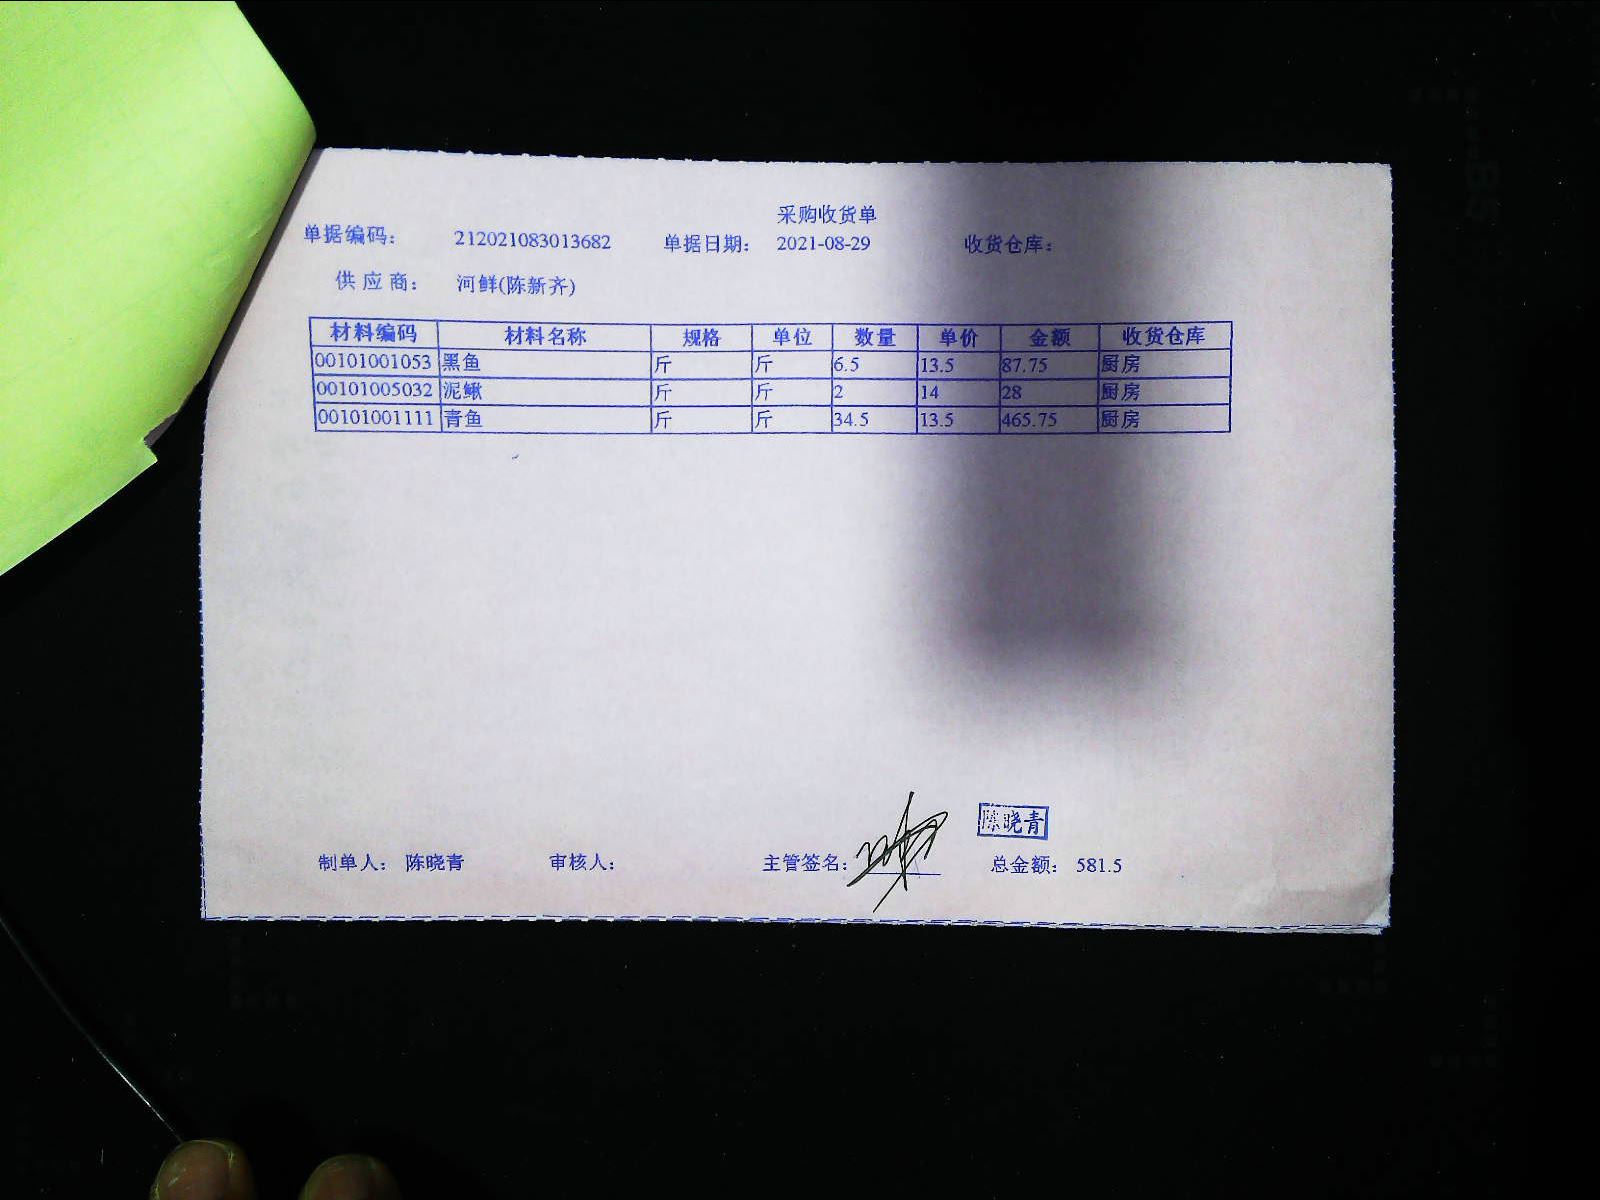 采购收货单
单据编码: 212021083013682 单据日期: 2021-08-29 收货仓库:
供应商: 河鲜(陈新齐)
材料编码 材料名称 规格 单位 数量 单价 金额 收货仓库
00101001053 黑鱼 斤 斤 6.5 13.5 87.75 厨房
00101005032 泥鳅 斤 斤 2 14 28 厨房
00101001111 青鱼 斤 斤 34.5 13.5 465.75 厨房
陈晓青
制单人: 陈晓青 审核人: 主管签名: 总金额: 581.5